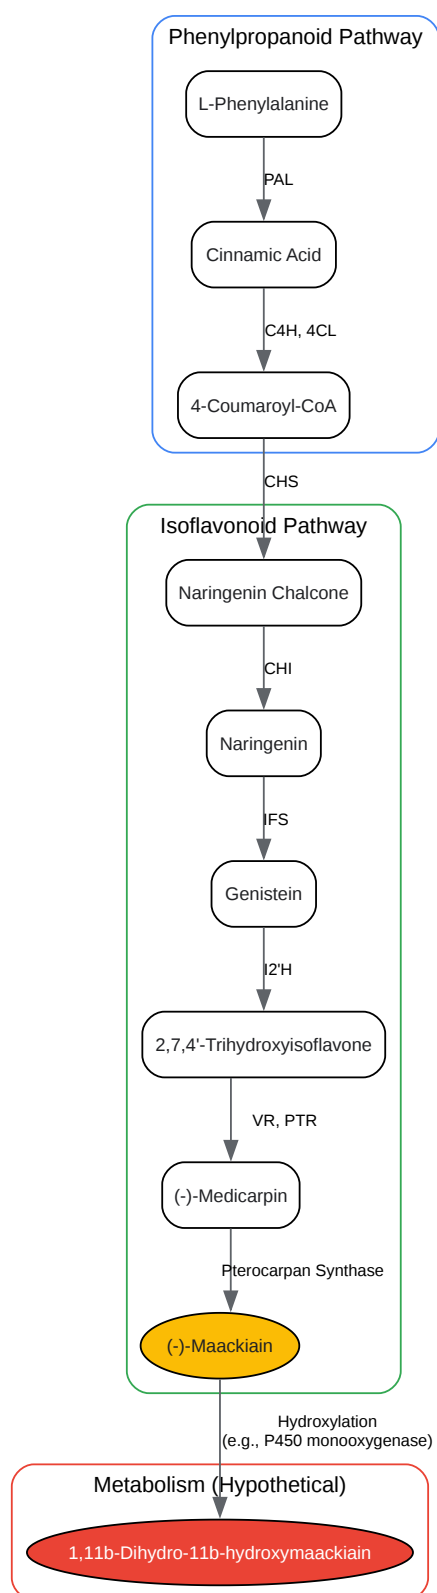 Phenylpropanoid Pathway
L-Phenylalanine
PAL
Cinnamic Acid
C4H, 4CL
4-Coumaroyl-CoA
CHS
Isoflavonoid Pathway
Naringenin Chalcone
CHI
Naringenin
IFS
Genistein
I2'H
2,7,4'-Trihydroxyisoflavone
VR, PTR
(-)-Medicarpin
Pterocarpan Synthase
(-)-Maackiain
Hydroxylation
(e.g., P450 monooxygenase)
Metabolism (Hypothetical)
1,11b-Dihydro-11b-hydroxymaackiain